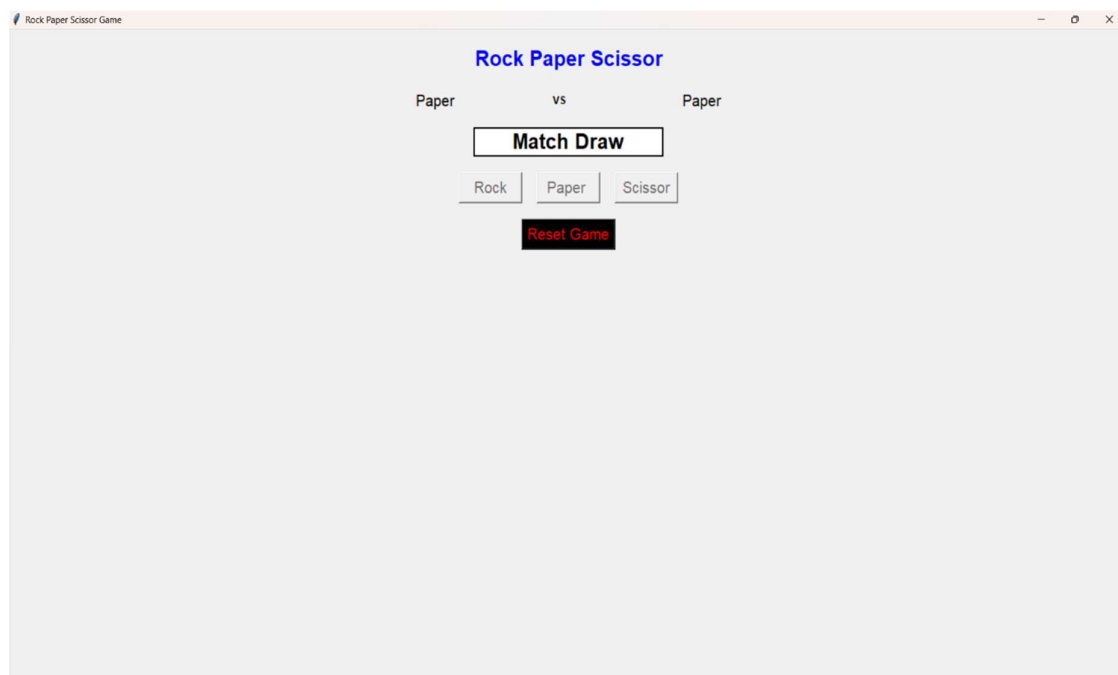 Rock Paper Scissor Game
Rock Paper Scissor
Paper vs Paper
Match Draw
Rock Paper Scissor
Reset Game